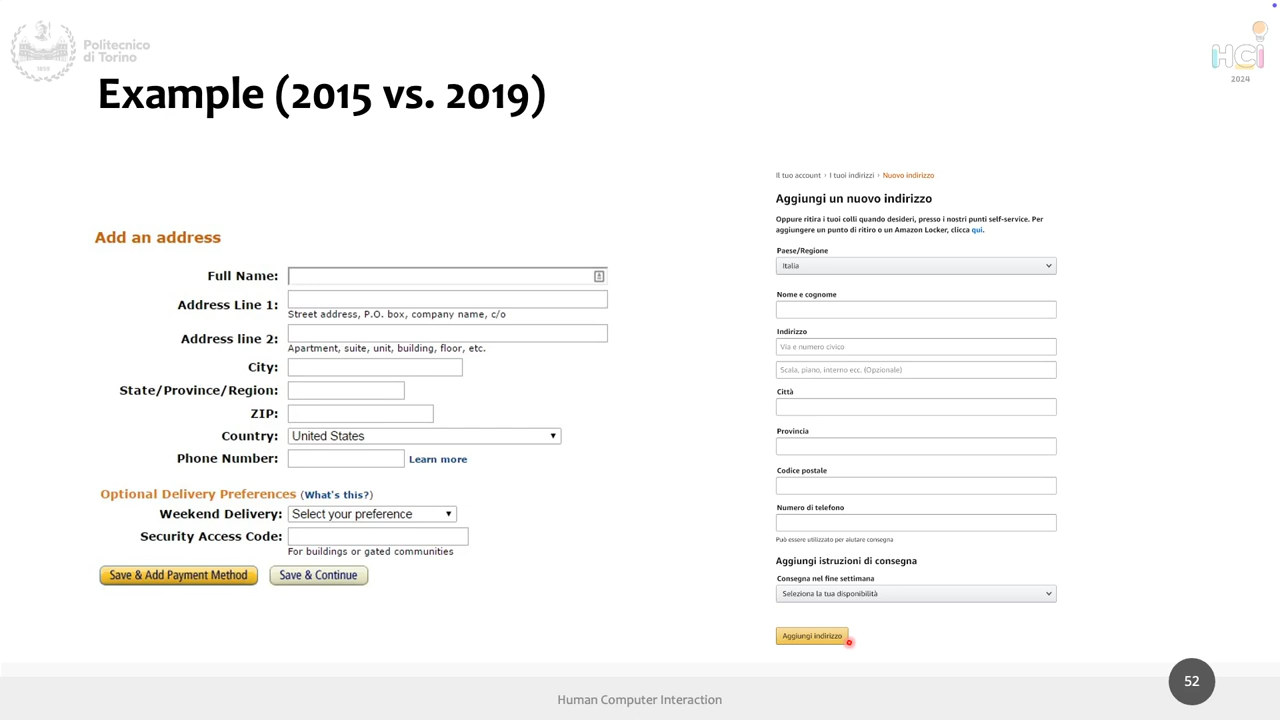 Politecnico
di Torino
1859
HCI
2024
Example (2015 vs. 2019)
Add an address
Full Name:
Address Line 1:
Street address, P.O. box, company name, c/o
Address line 2:
Apartment, suite, unit, building, floor, etc.
City:
State/Province/Region:
ZIP:
Country: United States
Phone Number: Learn more
Optional Delivery Preferences (What's this?)
Weekend Delivery: Select your preference
Security Access Code:
For buildings or gated communities
Save & Add Payment Method Save & Continue
Il tuo account › I tuoi indirizzi › Nuovo indirizzo
Aggiungi un nuovo indirizzo
Oppure ritira i tuoi colli quando desideri, presso i nostri punti self-service. Per
aggiungere un punto di ritiro o un Amazon Locker, clicca qui.
Paese/Regione
Italia
Nome e cognome
Indirizzo
Via e numero civico
Scala, piano, interno ecc. (Opzionale)
Città
Provincia
Codice postale
Numero di telefono
Può essere utilizzato per aiutare consegna
Aggiungi istruzioni di consegna
Consegna nel fine settimana
Seleziona la tua disponibilità
Aggiungi indirizzo
Human Computer Interaction
52